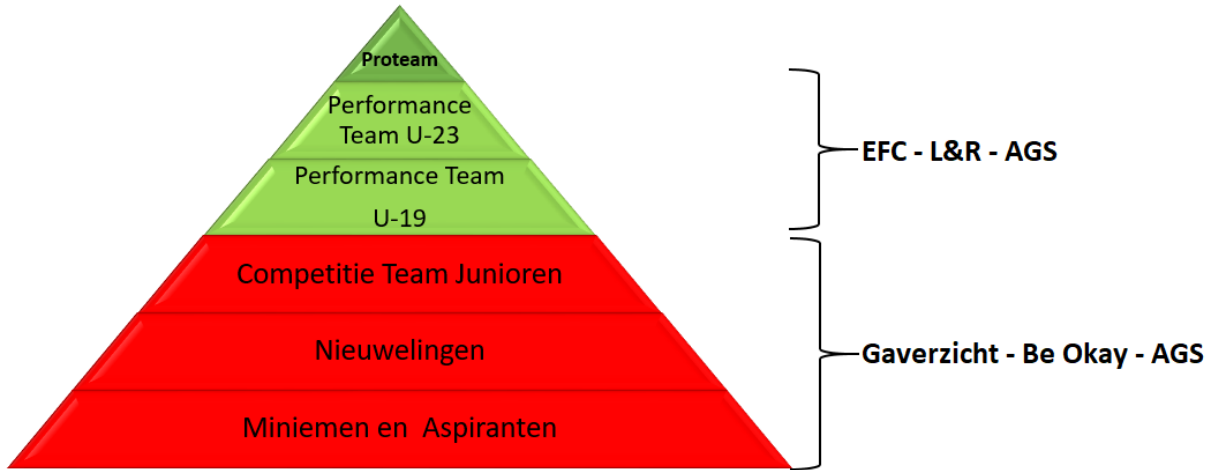 Proteam
Performance
Team U-23
Performance Team
U-19
EFC - L&R - AGS
Competitie Team Junioren
Nieuwelingen
Miniemen en Aspiranten
Gaverzicht - Be Okay - AGS